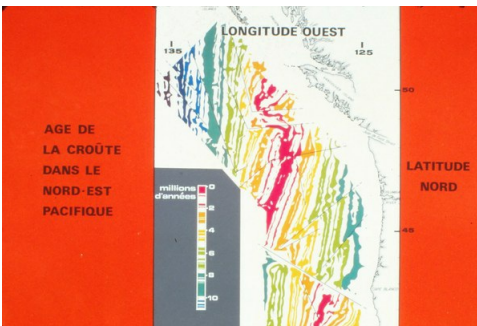 LONGITUDE OUEST
135
125
50
AGE DE
LA CROÛTE
DANS LE
NORD-EST
PACIFIQUE
LATITUDE
NORD
millions
d'années
0
2
4
6
8
10
45